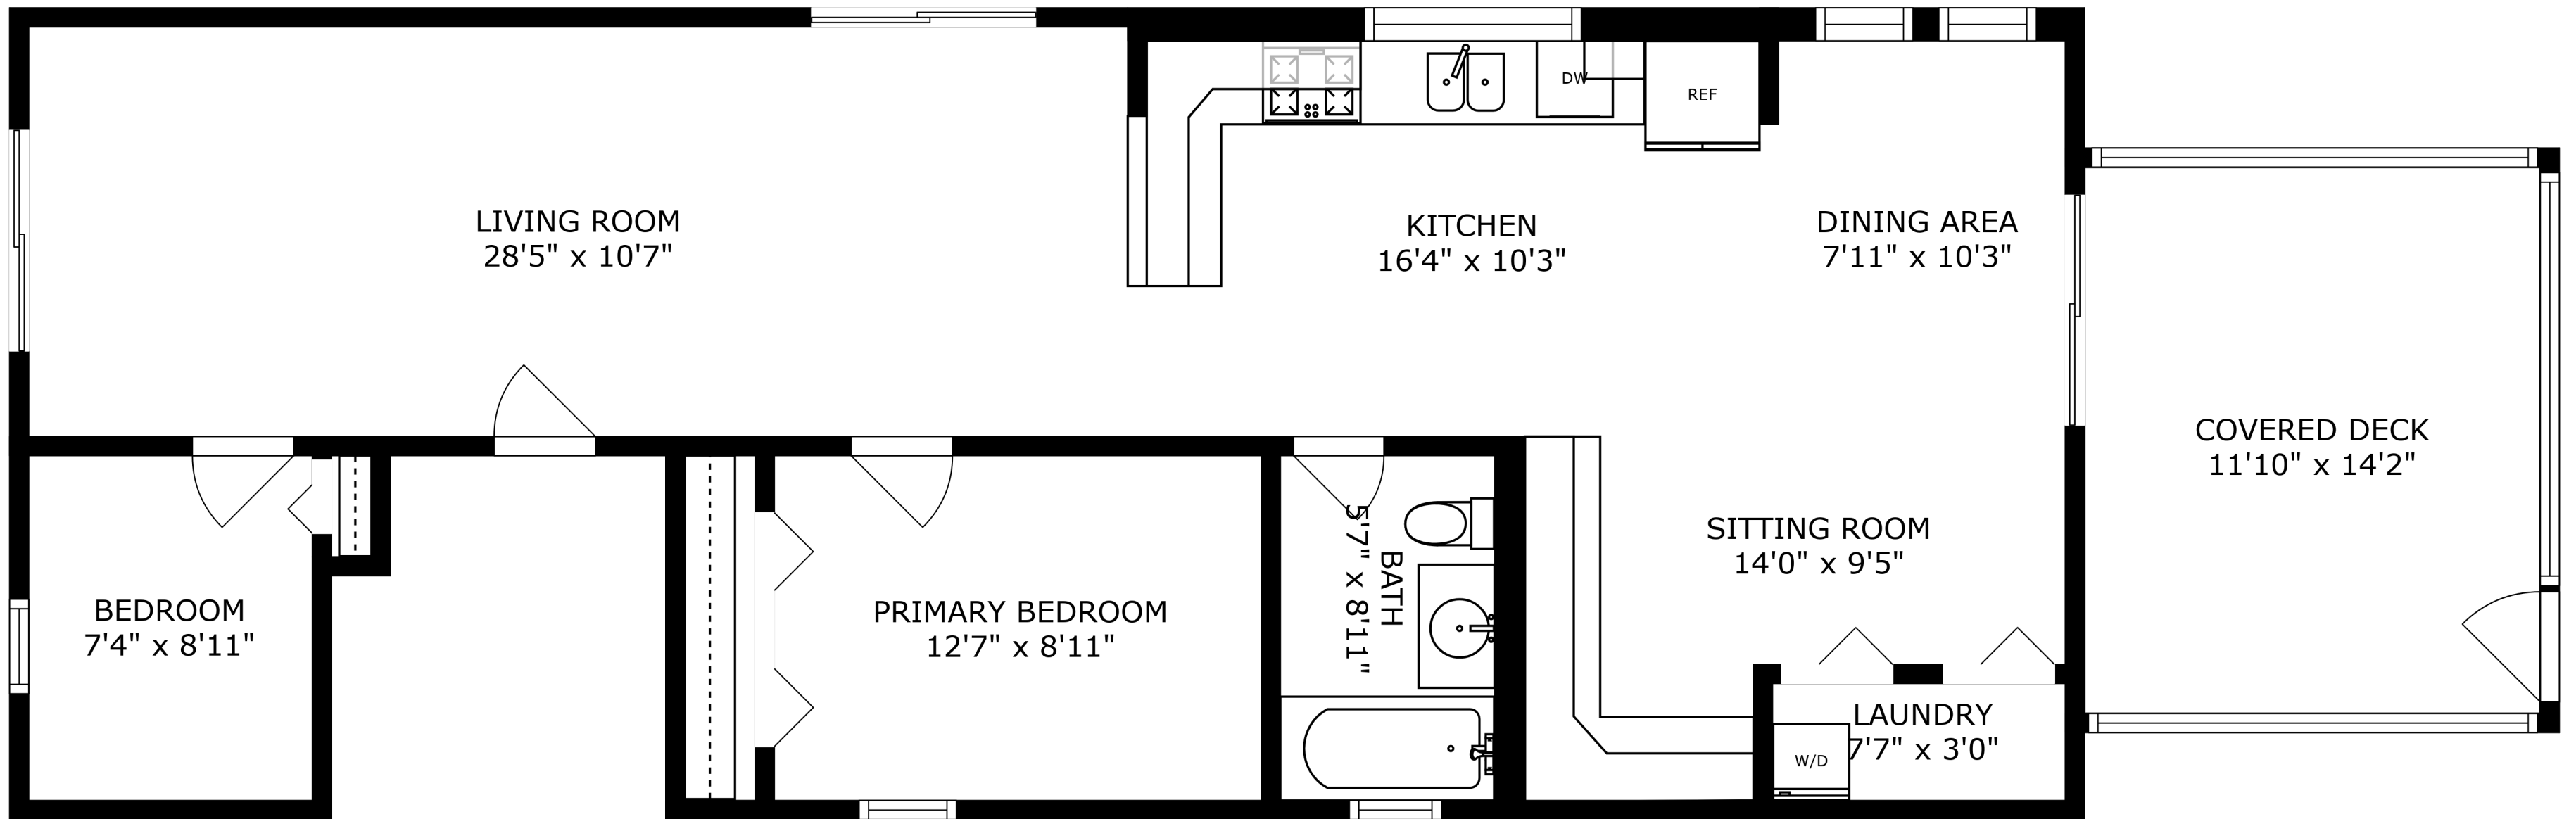 LIVING ROOM
28'5" x 10'7"
DW
REF
KITCHEN
16'4" x 10'3"
DINING AREA
7'11" x 10'3"
COVERED DECK
11'10" x 14'2"
SITTING ROOM
14'0" x 9'5"
BEDROOM
7'4" x 8'11"
PRIMARY BEDROOM
12'7" x 8'11"
BATH
5'7" x 8'11"
LAUNDRY
7'7" x 3'0"
W/D